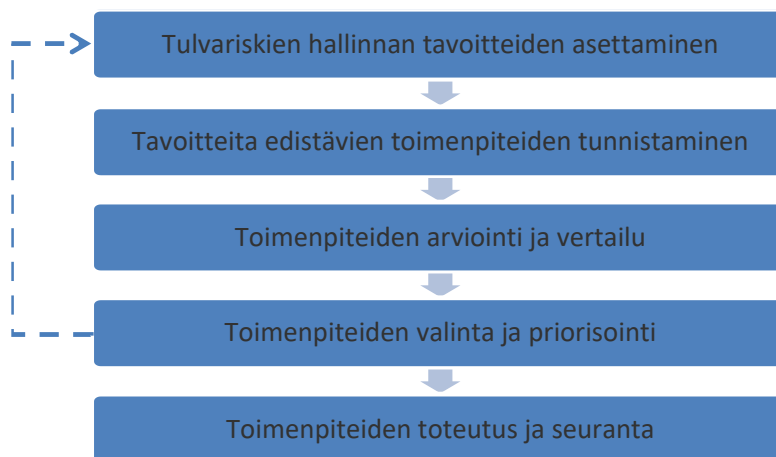 Tulvariskien hallinnan tavoitteiden asettaminen
Tavoitteita edistävien toimenpiteiden tunnistaminen
Toimenpiteiden arviointi ja vertailu
Toimenpiteiden valinta ja priorisointi
Toimenpiteiden toteutus ja seuranta